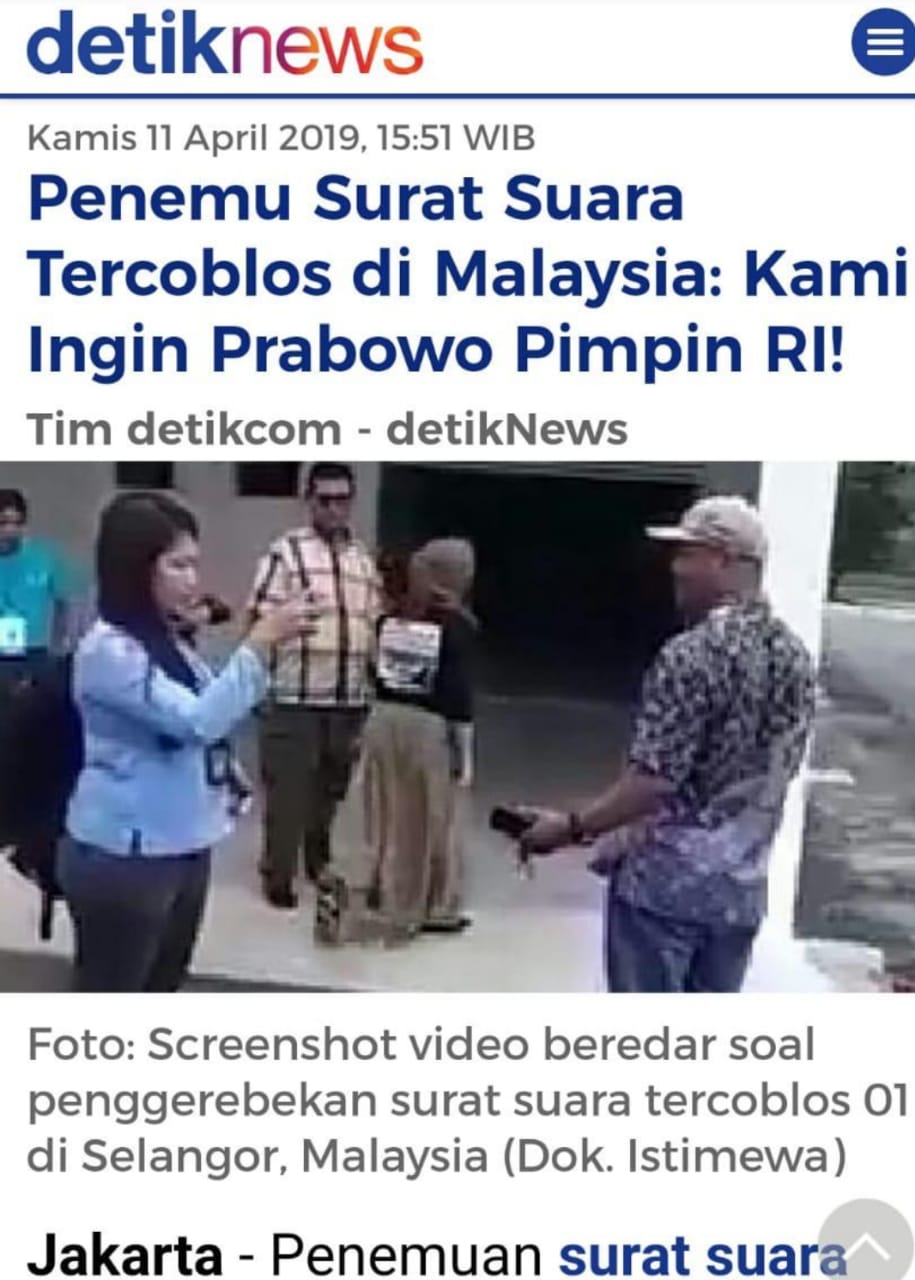 detiknews
Kamis 11 April 2019, 15:51 WIB
Penemu Surat Suara
Tercoblos di Malaysia: Kami
Ingin Prabowo Pimpin RI!
Tim detikcom - detikNews
Foto: Screenshot video beredar soal
penggerebekan surat suara tercoblos 01
di Selangor, Malaysia (Dok. Istimewa)
Jakarta - Penemuan surat suara